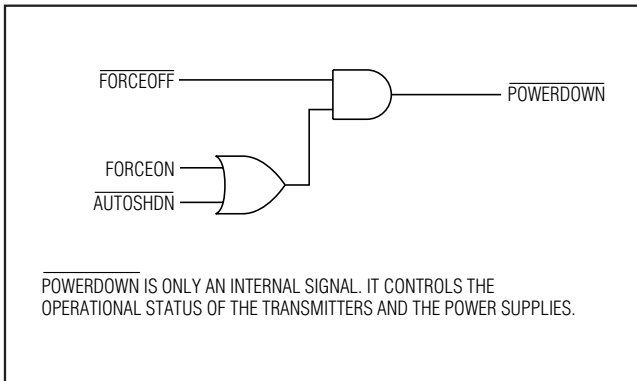 FORCEOFF
POWERDOWN
FORCEON
AUTOSHDN
POWERDOWN IS ONLY AN INTERNAL SIGNAL. IT CONTROLS THE
OPERATIONAL STATUS OF THE TRANSMITTERS AND THE POWER SUPPLIES.